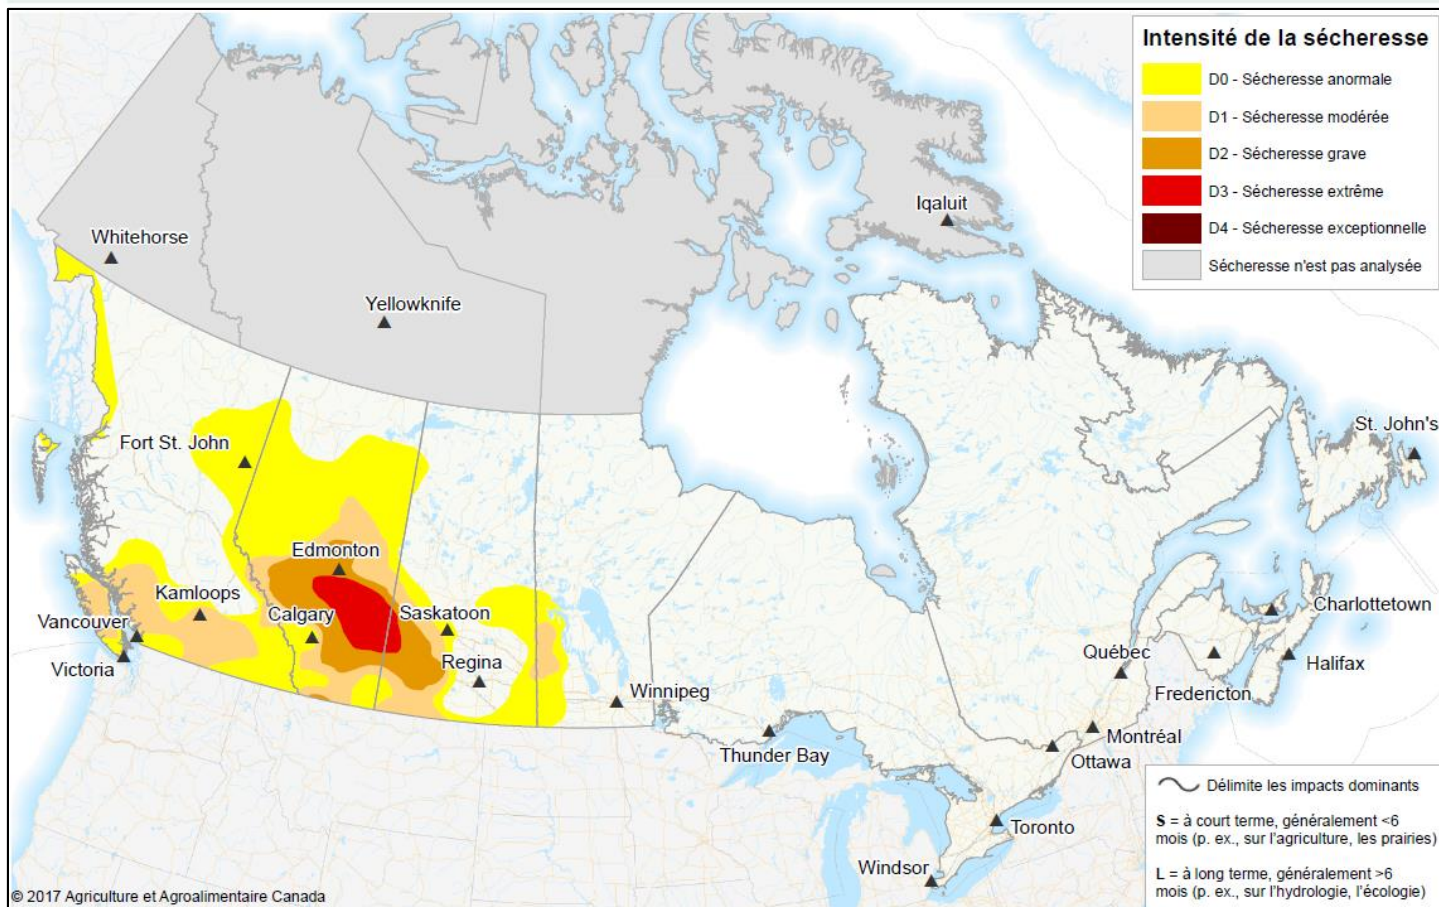 Intensité de la sécheresse
D0 - Sécheresse anormale
D1 - Sécheresse modérée
D2 - Sécheresse grave
D3 - Sécheresse extrême
D4 - Sécheresse exceptionnelle
Sécheresse n'est pas analysée
Iqaluit
Whitehorse
Yellowknife
Fort St. John
St. John's
Edmonton
Kamloops
Calgary
Saskatoon
Vancouver
Charlottetown
Victoria
Regina
Québec
Halifax
Winnipeg
Fredericton
Montréal
Thunder Bay
Ottawa
Toronto
Windsor
Délimite les impacts dominants
S = à court terme, généralement <6
mois (p. ex., sur l'agriculture, les prairies)
L = à long terme, généralement >6
mois (p. ex., sur l'hydrologie, l'écologie)
© 2017 Agriculture et Agroalimentaire Canada